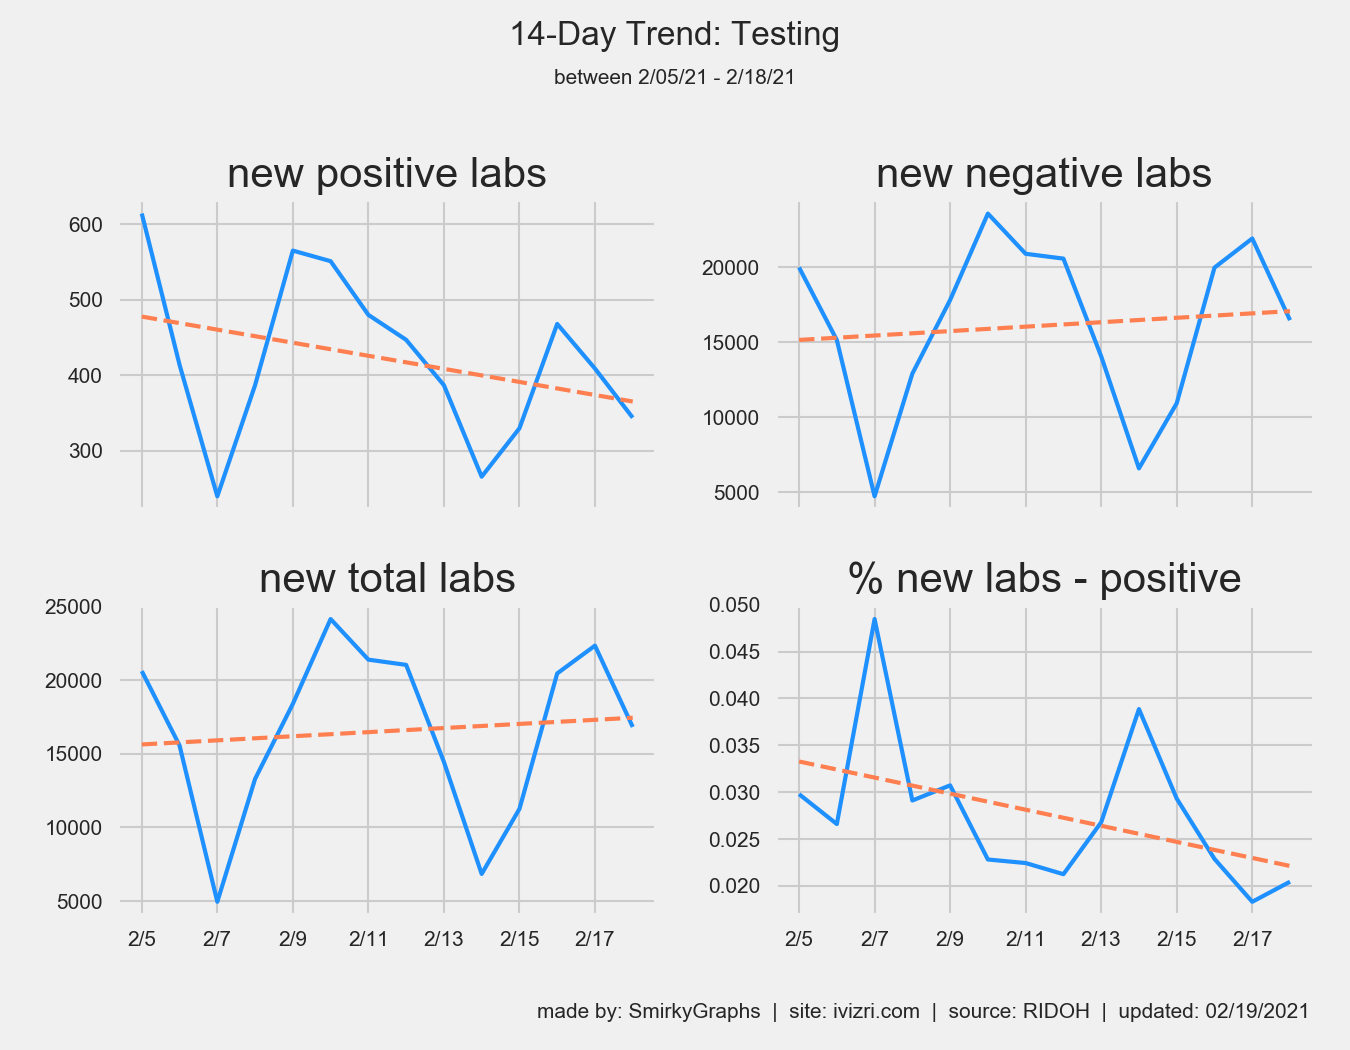 14-Day Trend: Testing
between 2/05/21 - 2/18/21
new positive labs
600
500
400
300
new negative labs
20000
15000
10000
5000
new total labs
25000
20000
15000
10000
5000
2/5 2/7 2/9 2/11 2/13 2/15 2/17
% new labs - positive
0.050
0.045
0.040
0.035
0.030
0.025
0.020
2/5 2/7 2/9 2/11 2/13 2/15 2/17
made by: SmirkyGraphs | site: ivizri.com | source: RIDOH | updated: 02/19/2021